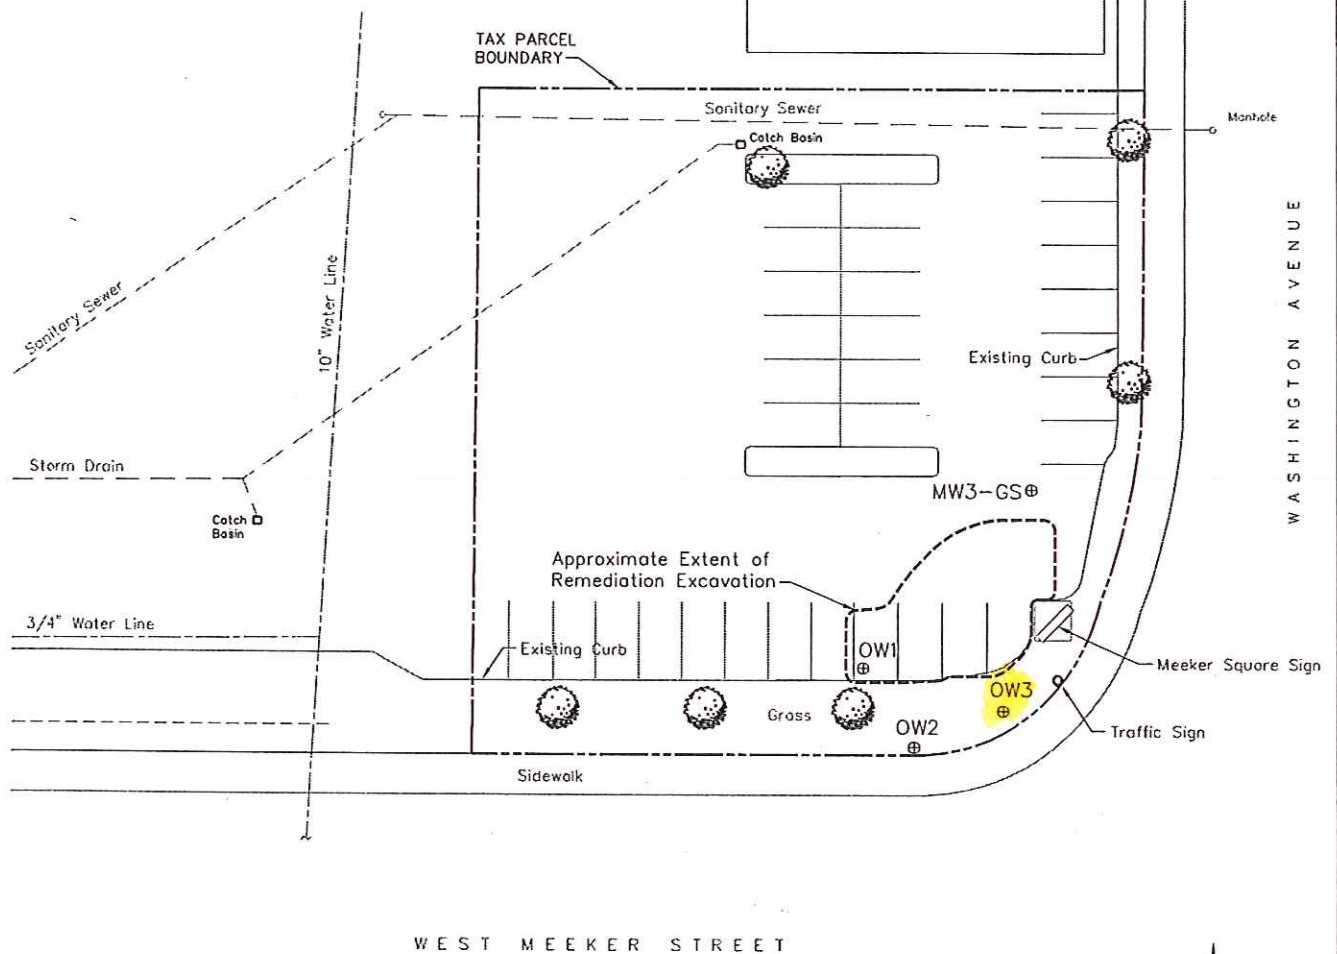 TAX PARCEL
BOUNDARY
Sanitary Sewer
Manhole
Catch Basin
WASHINGTON AVENUE
10" Water Line
Sanitary Sewer
Existing Curb
Storm Drain
MW3-GS
Catch
Basin
Approximate Extent of
Remediation Excavation
3/4" Water Line
Existing Curb
OW1
Meeker Square Sign
OW3
Grass
OW2
Traffic Sign
Sidewalk
WEST MEEKER STREET